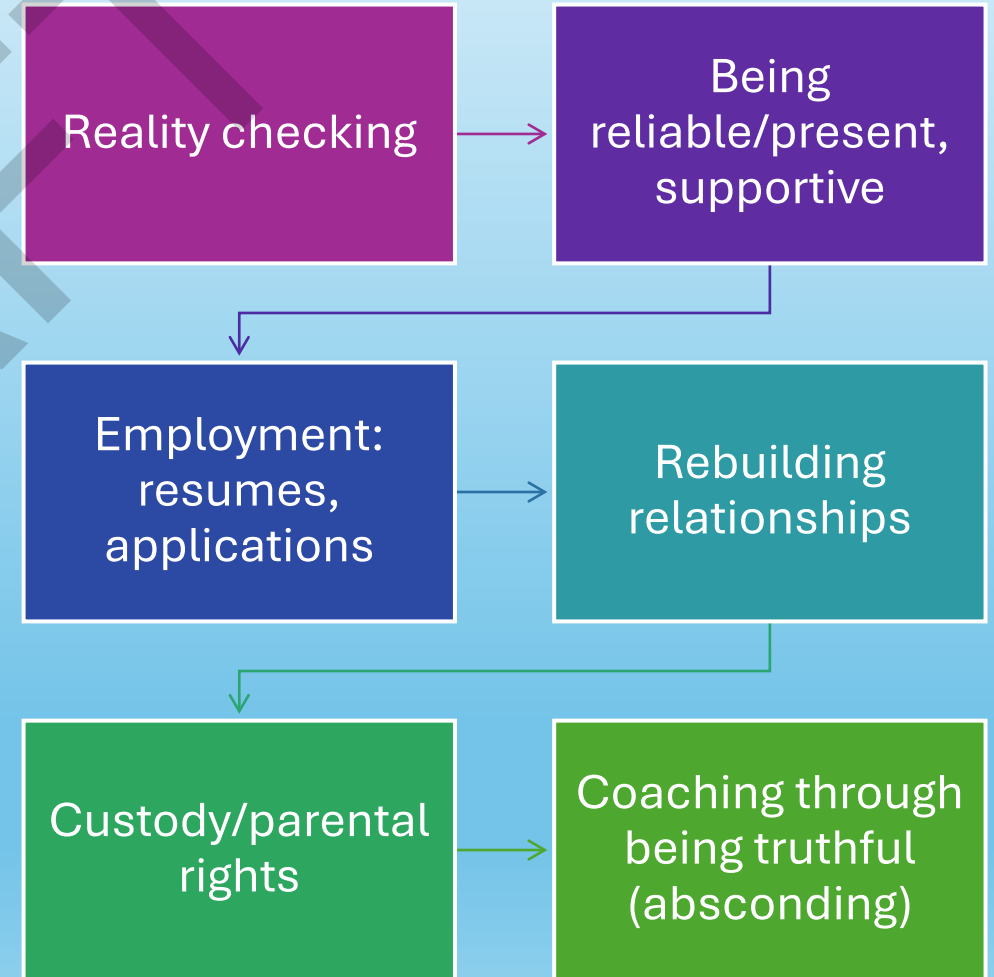 Reality checking
Being
reliable/present,
supportive
Employment:
resumes,
applications
Rebuilding
relationships
Custody/parental
rights
Coaching through
being truthful
(absconding)